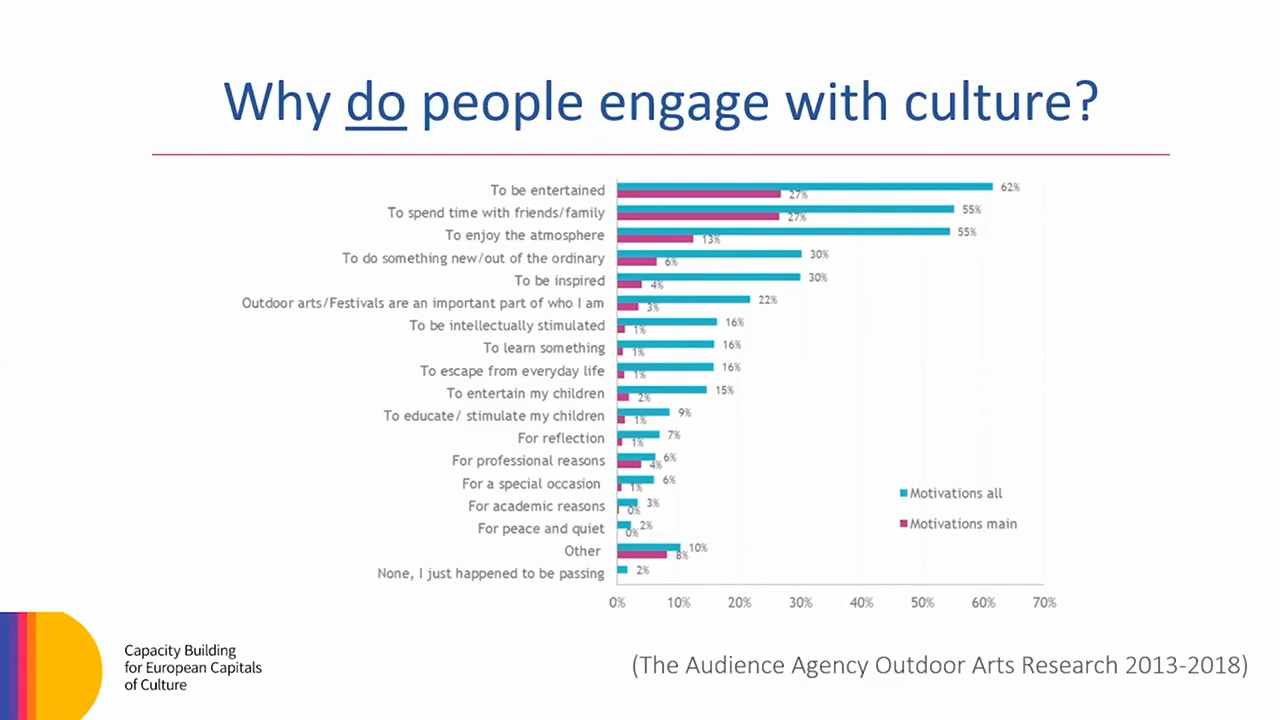 Why do people engage with culture?
To be entertained 62% 27%
To spend time with friends/family 55% 27%
To enjoy the atmosphere 55% 13%
To do something new/out of the ordinary 30% 6%
To be inspired 30% 4%
Outdoor arts/Festivals are an important part of who I am 22% 3%
To be intellectually stimulated 16% 1%
To learn something 16% 1%
To escape from everyday life 16% 1%
To entertain my children 15% 2%
To educate/ stimulate my children 9% 1%
For reflection 7% 1%
For professional reasons 6% 4%
For a special occasion 6% 1%
For academic reasons 3% 0%
For peace and quiet 2% 0%
Other 10% 8%
None, I just happened to be passing 2%
Motivations all
Motivations main
0% 10% 20% 30% 40% 50% 60% 70%
Capacity Building
for European Capitals
of Culture
(The Audience Agency Outdoor Arts Research 2013-2018)